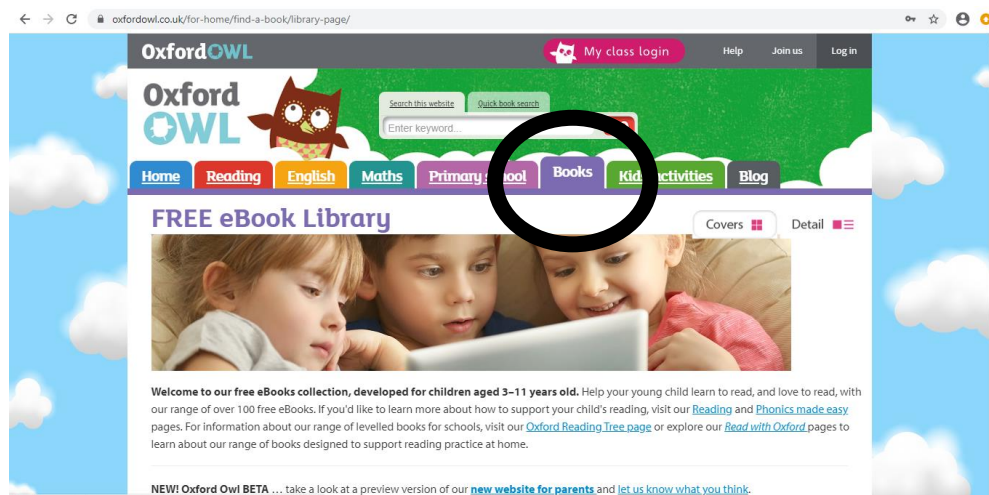 oxfordowl.co.uk/for-home/find-a-book/library-page/
OxfordOWL My class login Help Join us Log in
Oxford
OWL
Search this website Quick book search
Enter keyword...
Home Reading English Maths Primary Books Activities Blog
FREE eBook Library Covers Detail
Welcome to our free eBooks collection, developed for children aged 3–11 years old. Help your young child learn to read, and love to read, with
our range of over 100 free eBooks. If you'd like to learn more about how to support your child's reading, visit our Reading and Phonics made easy
pages. For information about our range of levelled books for schools, visit our Oxford Reading Tree page or explore our Read with Oxford pages to
learn about our range of books designed to support reading practice at home.
NEW! Oxford Owl BETA … take a look at a preview version of our new website for parents and let us know what you think.